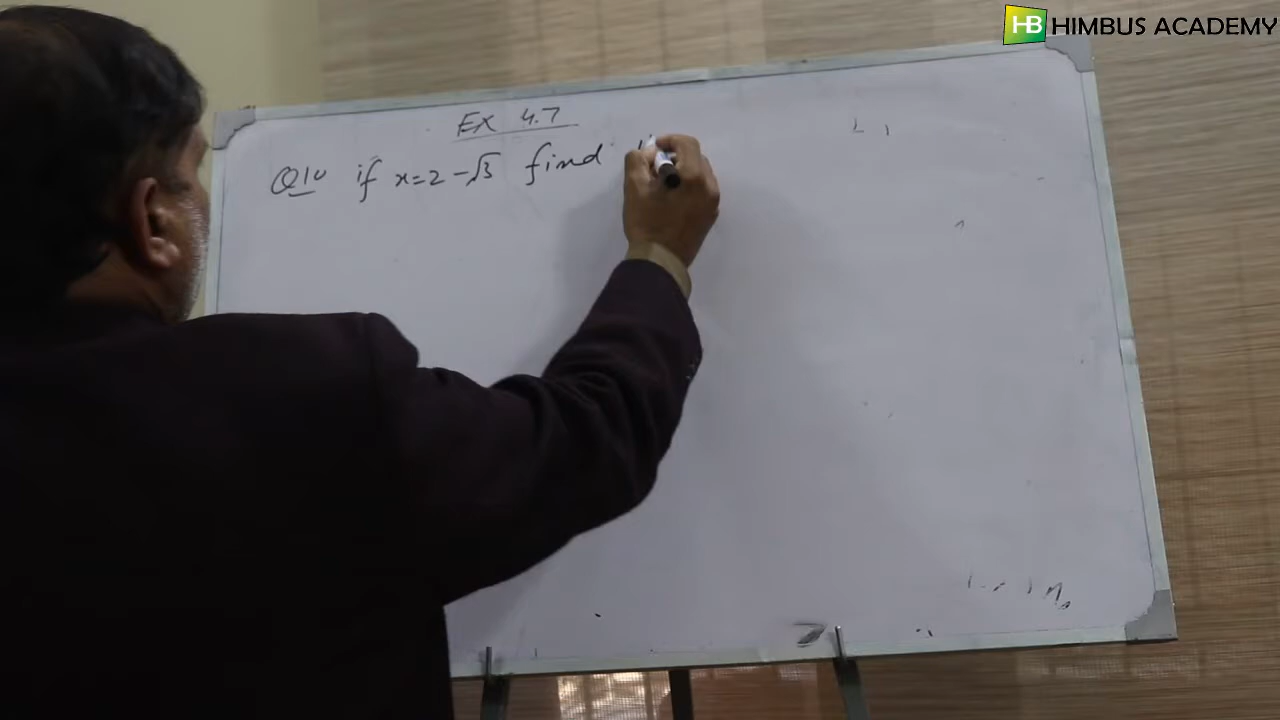 HB HIMBUS ACADEMY
Ex 4.7
Q10 if x=2-√3 find